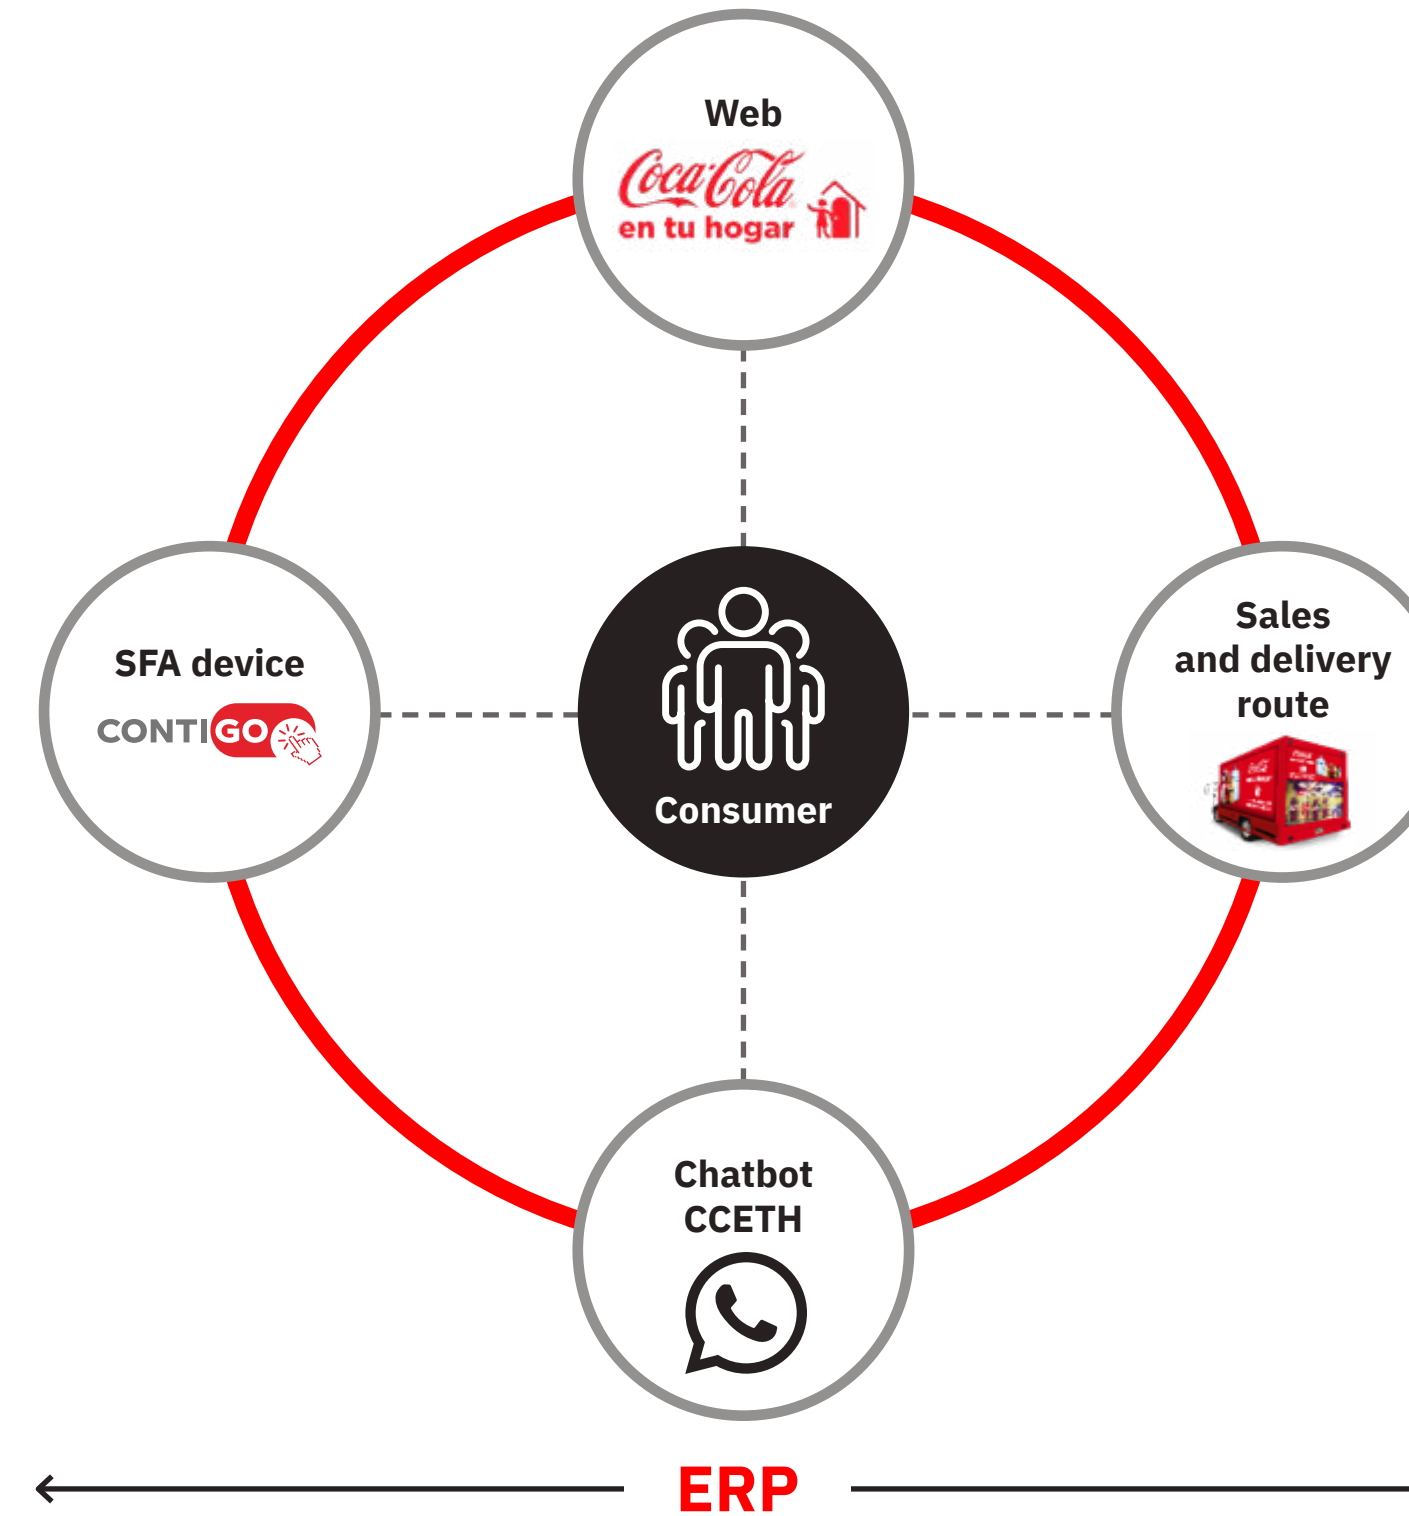 Web
Coca-Cola
en tu hogar
SFA device
CONTIGO
Consumer
Sales
and delivery
route
Chatbot
CCETH
ERP